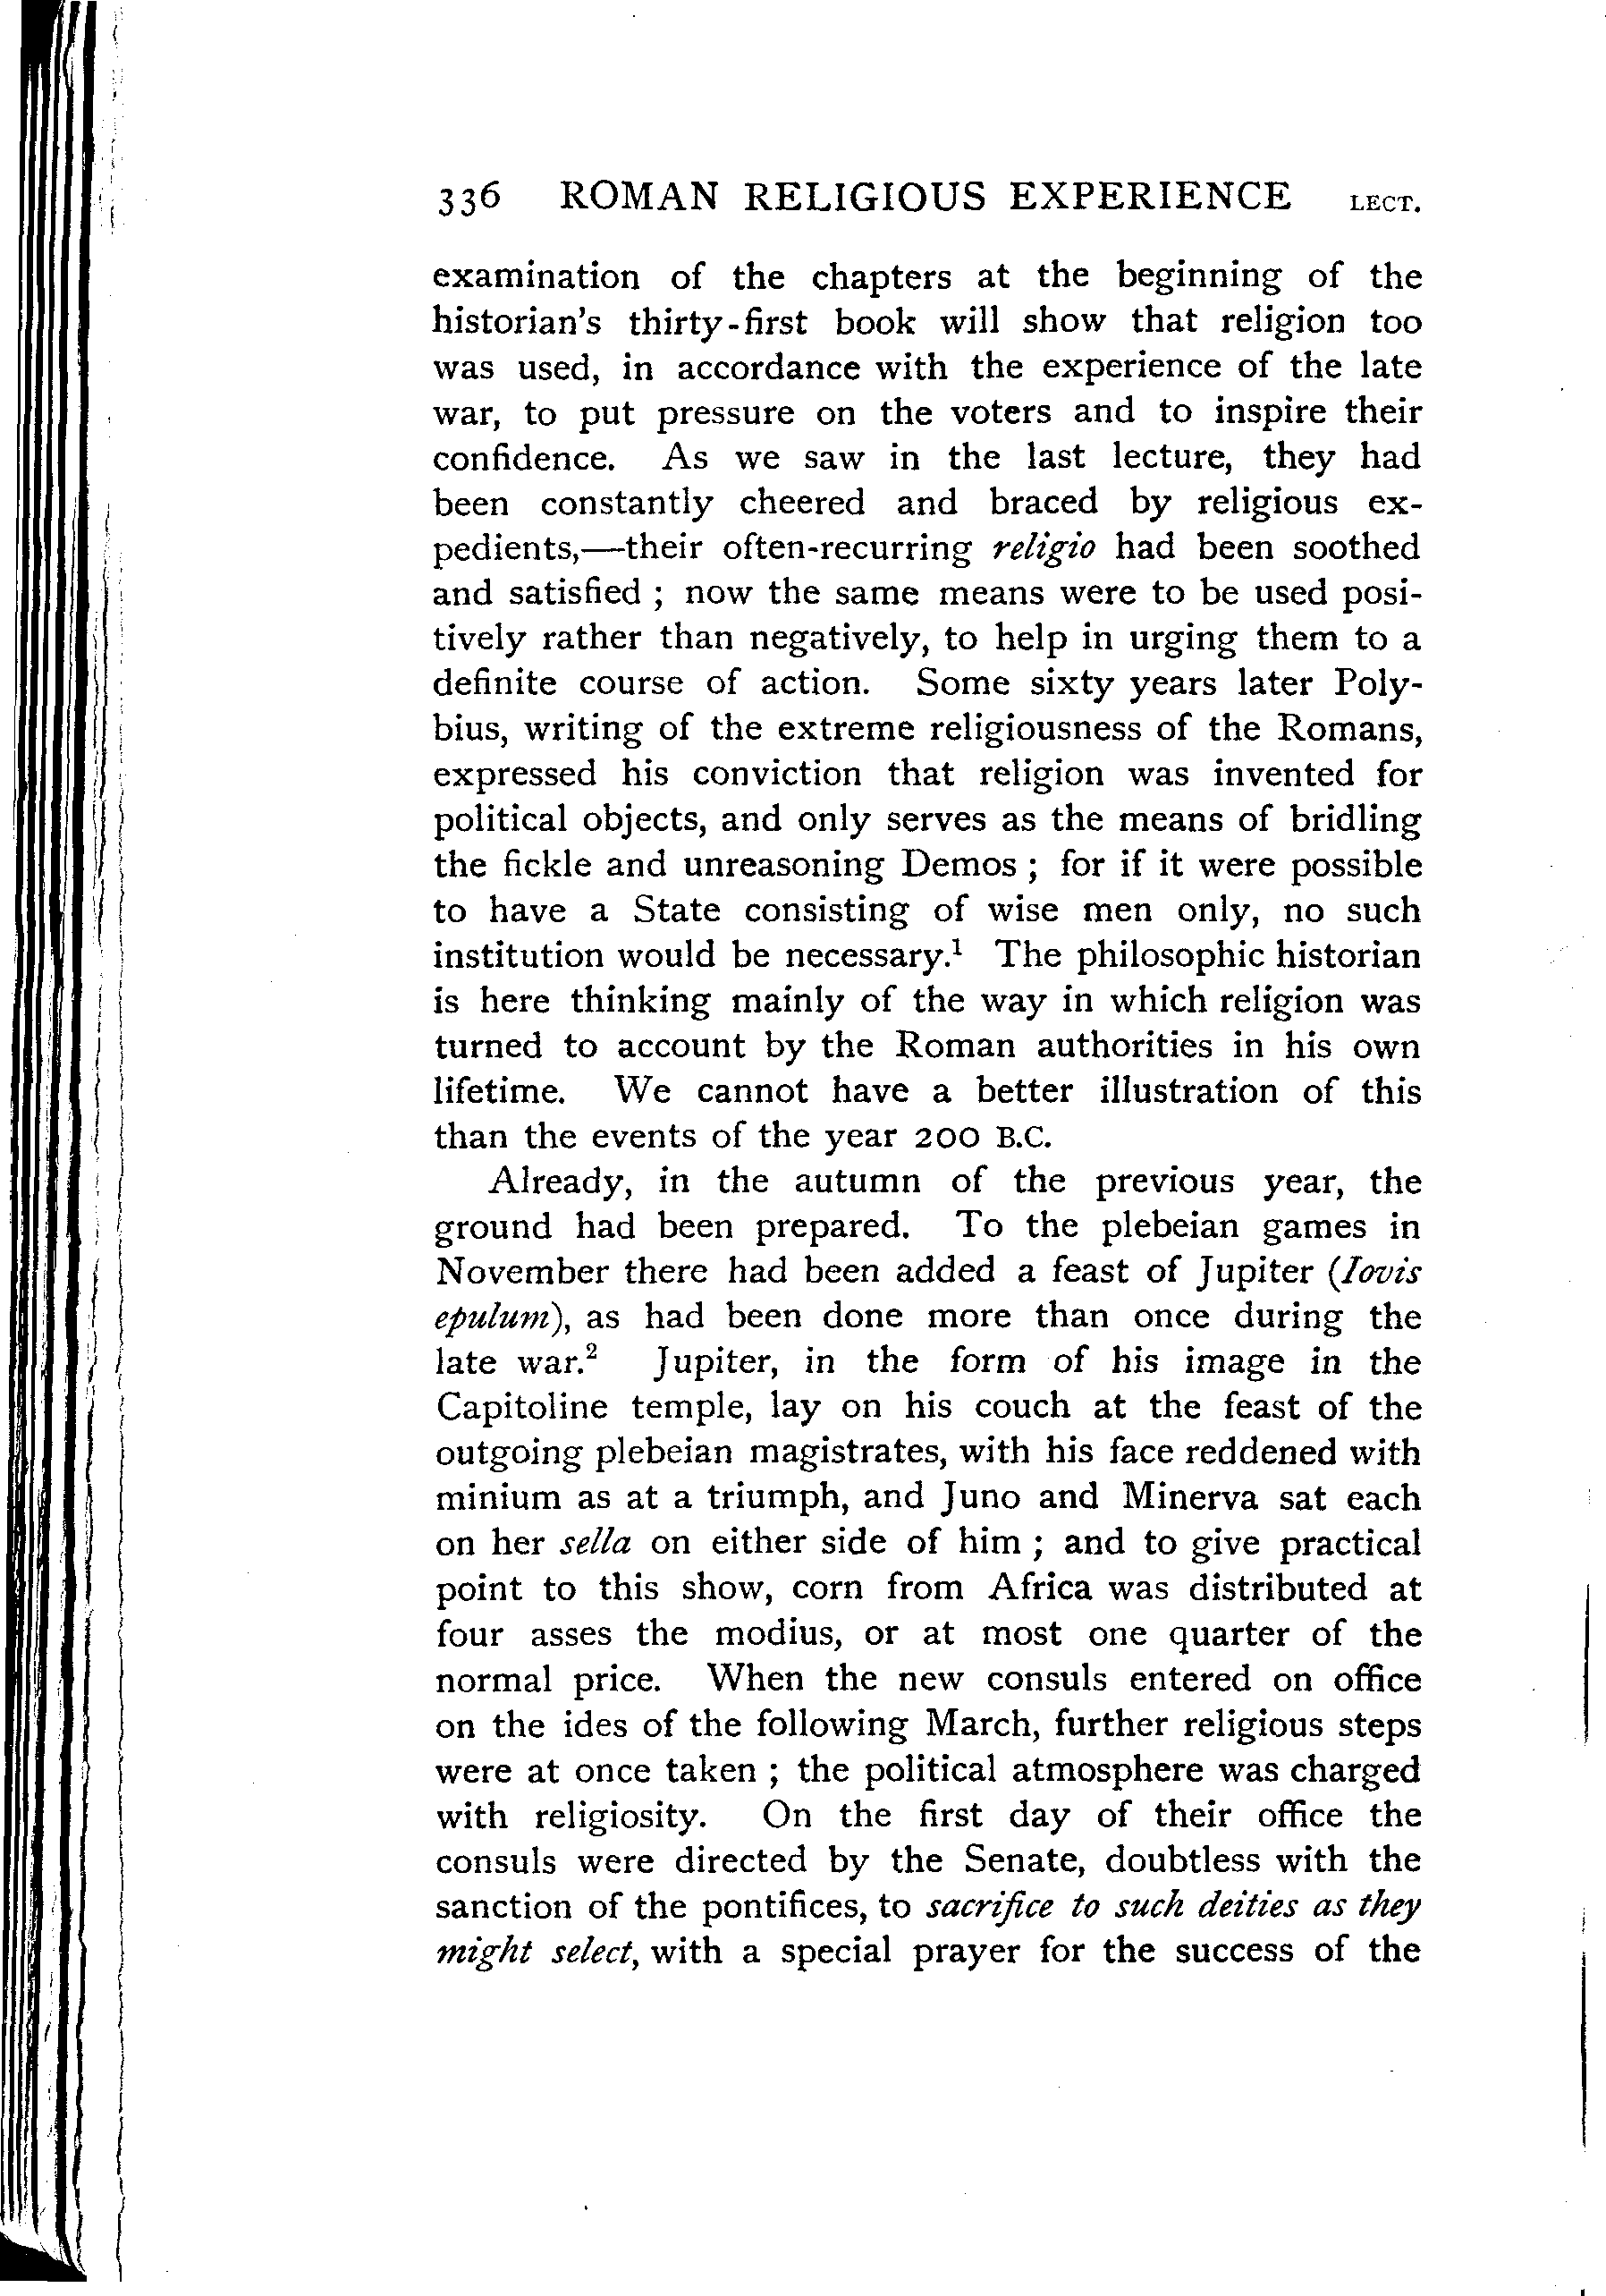 336 ROMAN RELIGIOUS EXPERIENCE LECT.
examination of the chapters at the beginning of the
historian's thirty-first book will show that religion too
was used, in accordance with the experience of the late
war, to put pressure on the voters and to inspire their
confidence. As we saw in the last lecture, they had
been constantly cheered and braced by religious ex-
pedients,—their often-recurring religio had been soothed
and satisfied ; now the same means were to be used posi-
tively rather than negatively, to help in urging them to a
definite course of action. Some sixty years later Poly-
bius, writing of the extreme religiousness of the Romans,
expressed his conviction that religion was invented for
political objects, and only serves as the means of bridling
the fickle and unreasoning Demos ; for if it were possible
to have a State consisting of wise men only, no such
institution would be necessary.¹ The philosophic historian
is here thinking mainly of the way in which religion was
turned to account by the Roman authorities in his own
lifetime. We cannot have a better illustration of this
than the events of the year 200 B.C.
Already, in the autumn of the previous year, the
ground had been prepared. To the plebeian games in
November there had been added a feast of Jupiter (Iovis
epulum), as had been done more than once during the
late war.² Jupiter, in the form of his image in the
Capitoline temple, lay on his couch at the feast of the
outgoing plebeian magistrates, with his face reddened with
minium as at a triumph, and Juno and Minerva sat each
on her sella on either side of him ; and to give practical
point to this show, corn from Africa was distributed at
four asses the modius, or at most one quarter of the
normal price. When the new consuls entered on office
on the ides of the following March, further religious steps
were at once taken ; the political atmosphere was charged
with religiosity. On the first day of their office the
consuls were directed by the Senate, doubtless with the
sanction of the pontifices, to sacrifice to such deities as they
might select, with a special prayer for the success of the